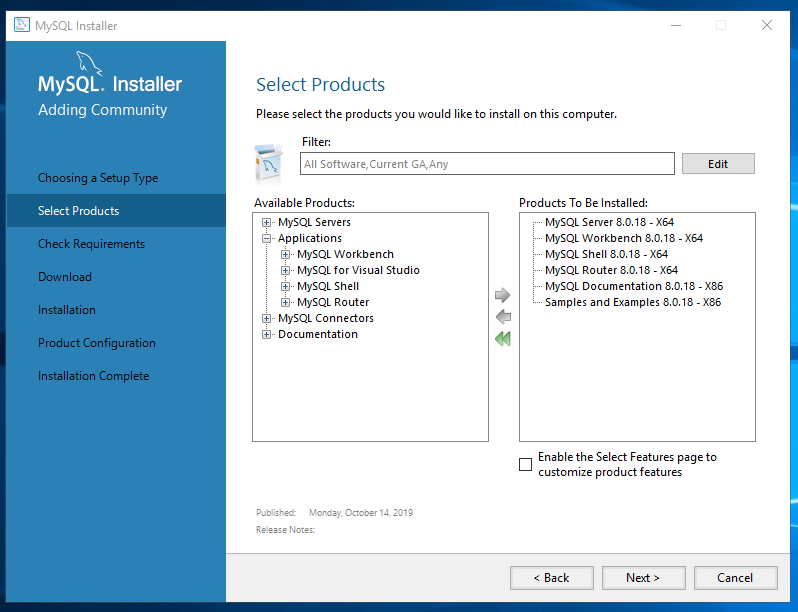 MySQL Installer
MySQL. Installer
Adding Community
Choosing a Setup Type
Select Products
Check Requirements
Download
Installation
Product Configuration
Installation Complete
Select Products
Please select the products you would like to install on this computer.
Filter:
All Software,Current GA,Any
Edit
Available Products:
MySQL Servers
Applications
MySQL Workbench
MySQL for Visual Studio
MySQL Shell
MySQL Router
MySQL Connectors
Documentation
Products To Be Installed:
MySQL Server 8.0.18 - X64
MySQL Workbench 8.0.18 - X64
MySQL Shell 8.0.18 - X64
MySQL Router 8.0.18 - X64
MySQL Documentation 8.0.18 - X86
Samples and Examples 8.0.18 - X86
Enable the Select Features page to
customize product features
Published: Monday, October 14, 2019
Release Notes:
< Back
Next >
Cancel